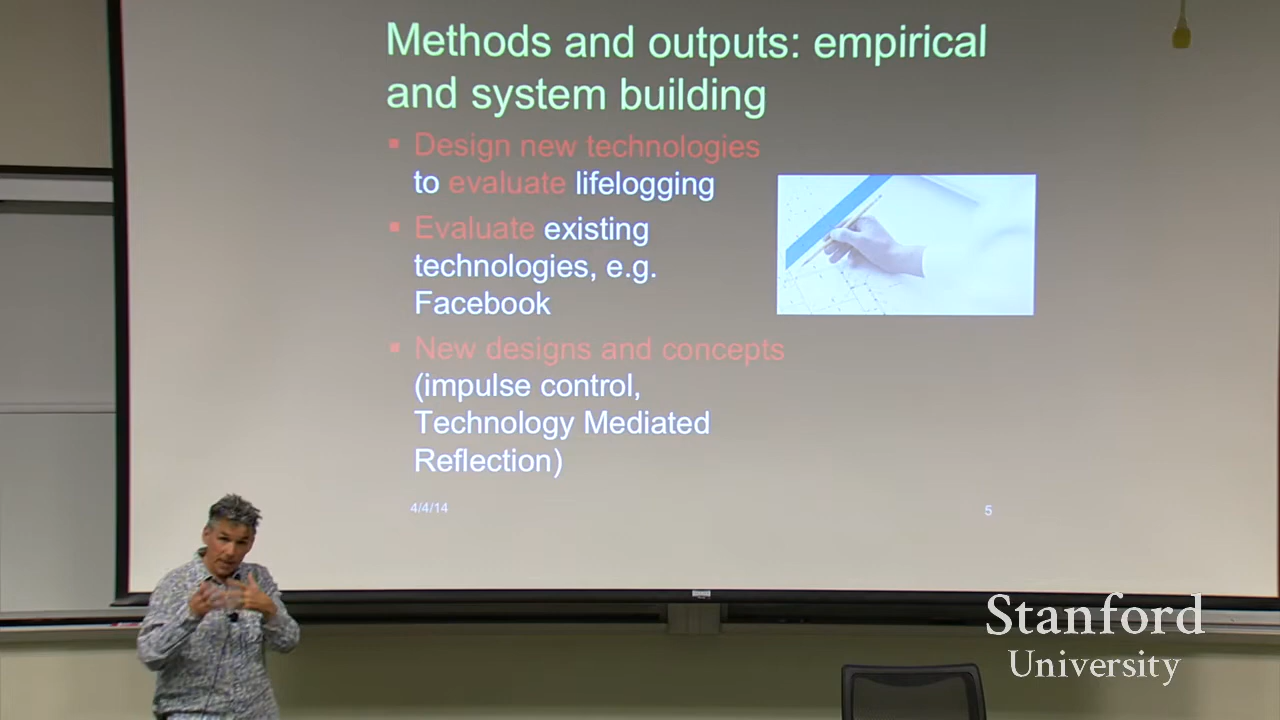 Methods and outputs: empirical
and system building
▪ Design new technologies
to evaluate lifelogging
▪ Evaluate existing
technologies, e.g.
Facebook
▪ New designs and concepts
(impulse control,
Technology Mediated
Reflection)
4/4/14
5
Stanford
University